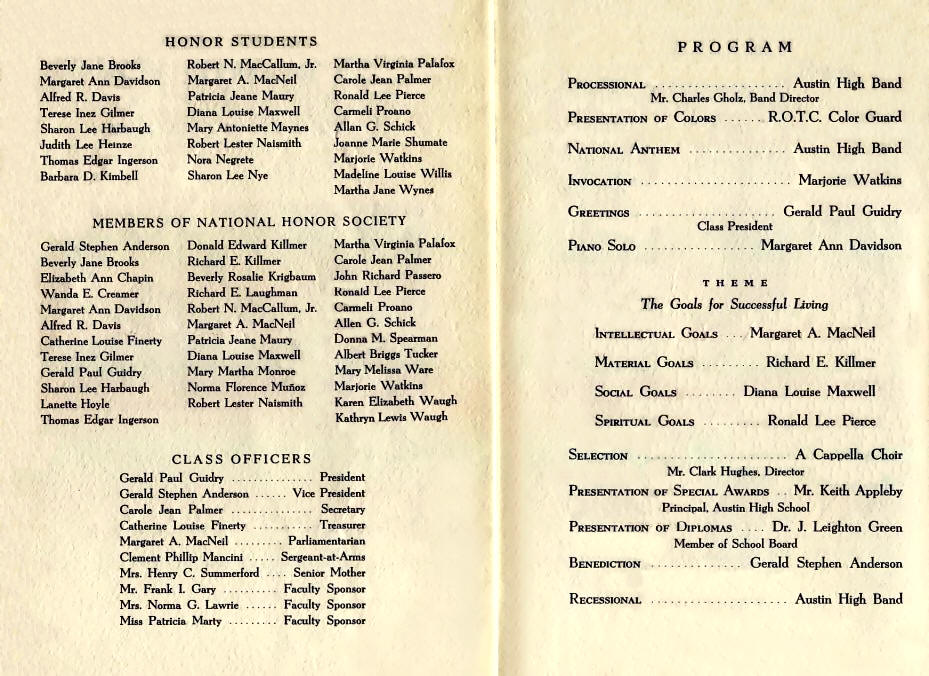 HONOR STUDENTS
Beverly Jane Brooks
Margaret Ann Davidson
Alfred R. Davis
Terese Inez Gilmer
Sharon Lee Harbaugh
Judith Lee Heinze
Thomas Edgar Ingerson
Barbara D. Kimbell
Robert N. MacCallum, Jr.
Margaret A. MacNeil
Patricia Jeane Maury
Diana Louise Maxwell
Mary Antoniette Maynes
Robert Lester Naismith
Nora Negrete
Sharon Lee Nye
Martha Virginia Palafox
Carole Jean Palmer
Ronald Lee Pierce
Carmeli Proano
Allan G. Schick
Joanne Marie Shumate
Marjorie Watkins
Madeline Louise Willis
Martha Jane Wynes
MEMBERS OF NATIONAL HONOR SOCIETY
Gerald Stephen Anderson
Beverly Jane Brooks
Elizabeth Ann Chapin
Wanda E. Creamer
Margaret Ann Davidson
Alfred R. Davis
Catherine Louise Finerty
Terese Inez Gilmer
Gerald Paul Guidry
Sharon Lee Harbaugh
Lanette Hoyle
Thomas Edgar Ingerson
Donald Edward Killmer
Richard E. Killmer
Beverly Rosalie Krigbaum
Richard E. Laughman
Robert N. MacCallum, Jr.
Margaret A. MacNeil
Patricia Jeane Maury
Diana Louise Maxwell
Mary Martha Monroe
Norma Florence Muñoz
Robert Lester Naismith
Martha Virginia Palafox
Carole Jean Palmer
John Richard Passero
Ronald Lee Pierce
Carmeli Proano
Allen G. Schick
Donna M. Spearman
Albert Briggs Tucker
Mary Melissa Ware
Marjorie Watkins
Karen Elizabeth Waugh
Kathryn Lewis Waugh
CLASS OFFICERS
Gerald Paul Guidry .............. President
Gerald Stephen Anderson ...... Vice President
Carole Jean Palmer .............. Secretary
Catherine Louise Finerty .......... Treasurer
Margaret A. MacNeil ......... Parliamentarian
Clement Phillip Mancini ..... Sergeant-at-Arms
Mrs. Henry C. Summerford .... Senior Mother
Mr. Frank I. Gary .......... Faculty Sponsor
Mrs. Norma G. Lawrie ...... Faculty Sponsor
Miss Patricia Marty ......... Faculty Sponsor
PROGRAM
PROCESSIONAL .................... Austin High Band
Mr. Charles Gholz, Band Director
PRESENTATION OF COLORS ...... R.O.T.C. Color Guard
NATIONAL ANTHEM ............... Austin High Band
INVOCATION ....................... Marjorie Watkins
GREETINGS ..................... Gerald Paul Guidry
Class President
PIANO SOLO ................. Margaret Ann Davidson
THEME
The Goals for Successful Living
INTELLECTUAL GOALS ... Margaret A. MacNeil
MATERIAL GOALS ......... Richard E. Killmer
SOCIAL GOALS ........ Diana Louise Maxwell
SPIRITUAL GOALS ......... Ronald Lee Pierce
SELECTION ....................... A Cappella Choir
Mr. Clark Hughes, Director
PRESENTATION OF SPECIAL AWARDS .. Mr. Keith Appleby
Principal, Austin High School
PRESENTATION OF DIPLOMAS .... Dr. J. Leighton Green
Member of School Board
BENEDICTION .............. Gerald Stephen Anderson
RECESSIONAL ..................... Austin High Band